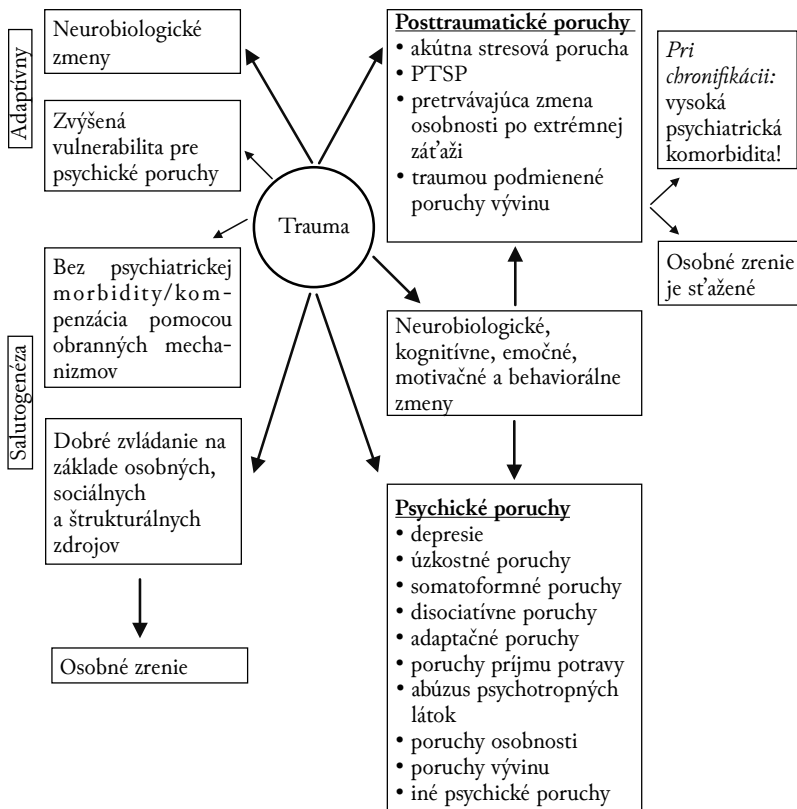 Adaptívny
Neurobiologické
zmeny
Zvýšená
vulnerabilita pre
psychické poruchy
Trauma
Posttraumatické poruchy
• akútna stresová porucha
• PTSP
• pretrvávajúca zmena
osobnosti po extrémnej
záťaži
• traumou podmienené
poruchy vývinu
Pri
chronifikácii:
vysoká
psychiatrická
komorbidita!
Osobné zrenie
je sťažené
Salutogenéza
Bez psychiatrickej
morbidity/kom-
penzácia pomocou
obranných mecha-
nizmov
Neurobiologické,
kognitívne, emočné,
motivačné a behaviorálne
zmeny
Dobré zvládanie na
základe osobných,
sociálnych
a štrukturálnych
zdrojov
Osobné zrenie
Psychické poruchy
• depresie
• úzkostné poruchy
• somatoformné poruchy
• disociatívne poruchy
• adaptačné poruchy
• poruchy príjmu potravy
• abúzus psychotropných
látok
• poruchy osobnosti
• poruchy vývinu
• iné psychické poruchy